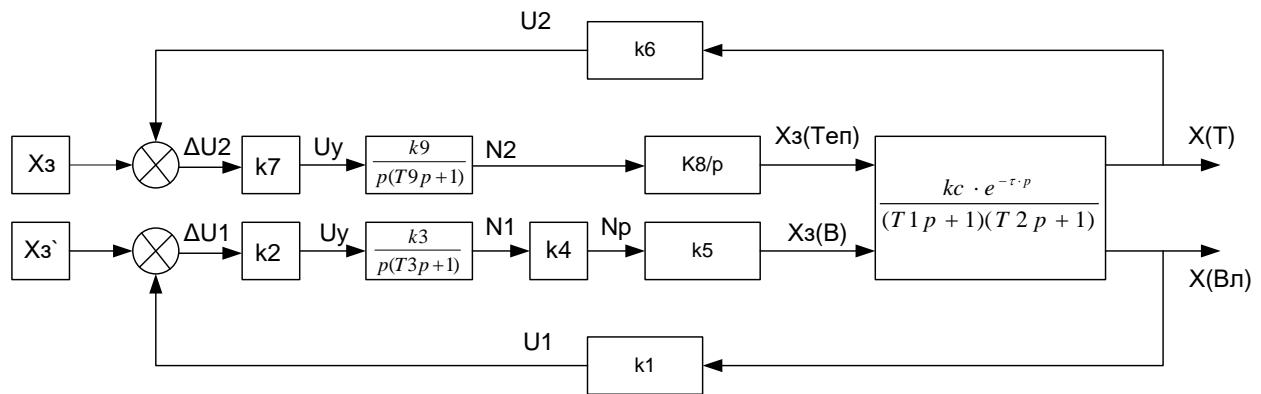 U2
k6
Xз
ΔU2
k7
Uy
k9
p(T9p+1)
N2
K8/p
Xз(Теп)
X(T)
kc · e^{-τ·p}
(T1p+1)(T2p+1)
Xз`
ΔU1
k2
Uy
k3
p(T3p+1)
N1
k4
Np
k5
Xз(В)
X(Вл)
U1
k1